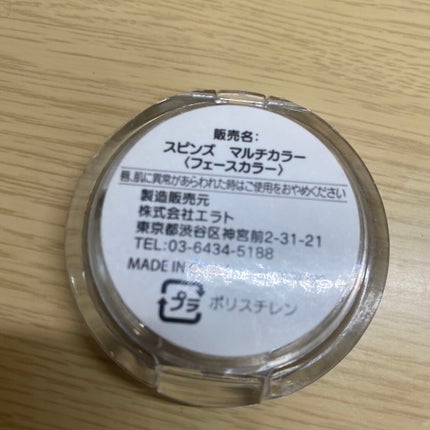 販売名:
スピンズ マルチカラー
〈フェースカラー〉
唇、肌に異常があらわれた時はご使用をおやめください
製造販売元
株式会社エラト
東京都渋谷区神宮前2-31-21
TEL:03-6434-5188
MADE IN
プラ ポリスチレン